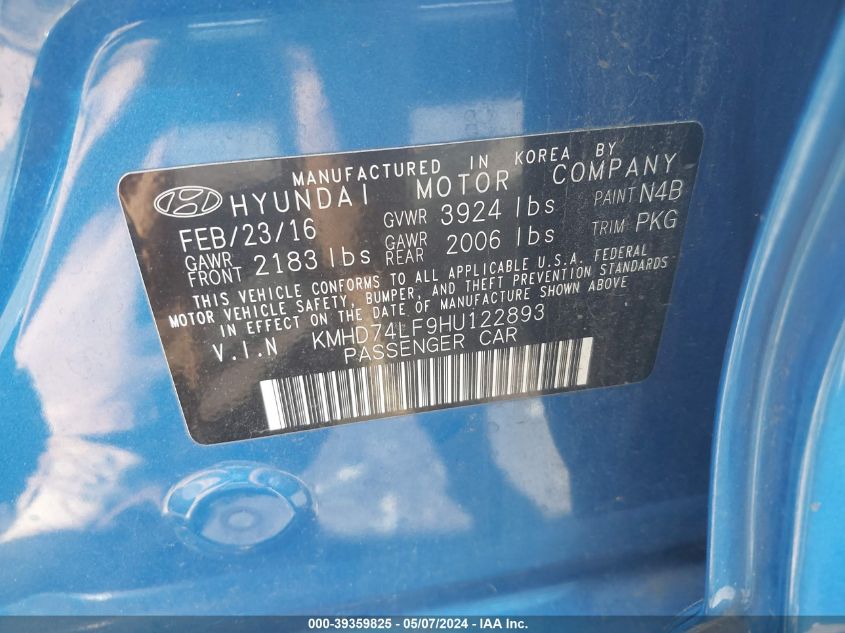 MANUFACTURED IN KOREA BY
HYUNDAI MOTOR COMPANY
FEB/23/16 GVWR 3924 lbs PAINT N4B
GAWR FRONT 2183 lbs GAWR REAR 2006 lbs TRIM PKG
THIS VEHICLE CONFORMS TO ALL APPLICABLE U.S.A. FEDERAL
MOTOR VEHICLE SAFETY, BUMPER, AND THEFT PREVENTION STANDARDS
IN EFFECT ON THE DATE OF MANUFACTURE SHOWN ABOVE
V.I.N KMHD74LF9HU122893
PASSENGER CAR
000-39359825 - 05/07/2024 - IAA Inc.